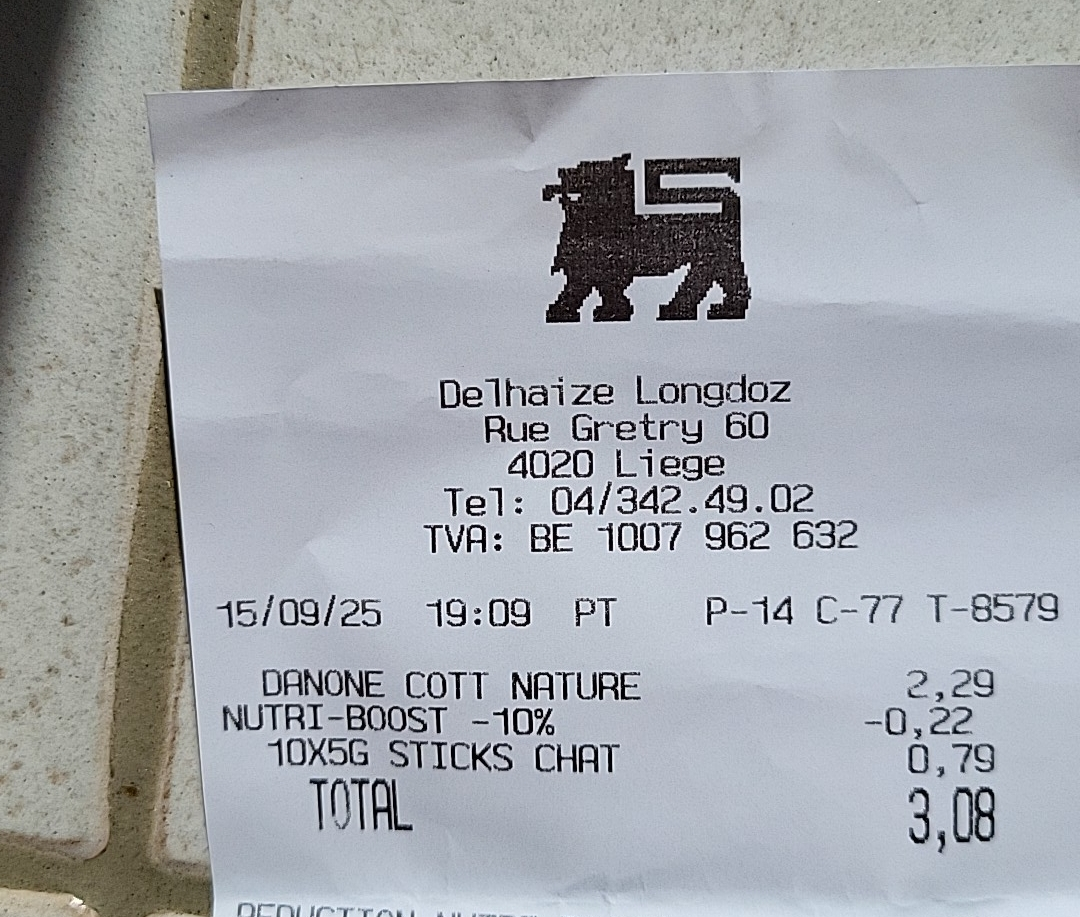 Delhaize Longdoz
Rue Gretry 60
4020 Liege
Tel: 04/342.49.02
TVA: BE 1007 962 632
15/09/25 19:09 PT P-14 C-77 T-8579
DANONE COTT NATURE 2,29
NUTRI-BOOST -10% -0,22
10X5G STICKS CHAT 0,79
TOTAL 3,08
REDUCTION